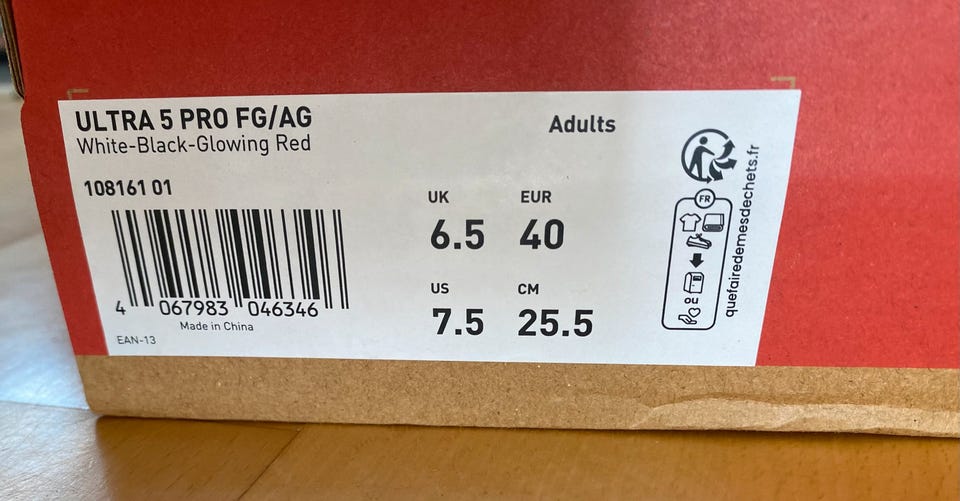 ULTRA 5 PRO FG/AG
White-Black-Glowing Red
Adults
108161 01
UK
EUR
6.5
40
US
CM
7.5
25.5
4 067983 046346
Made in China
EAN-13
FR
quefairedemesdechets.fr